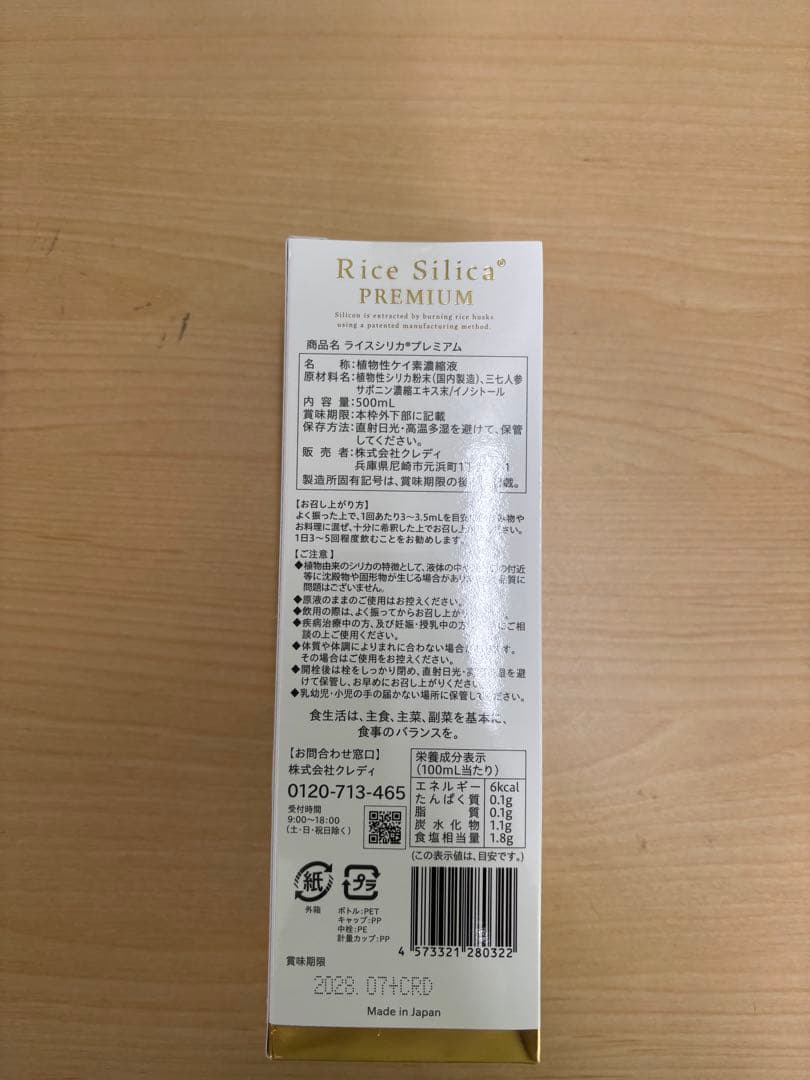 Rice Silica®
PREMIUM
Silicon is extracted by burning rice husks
using a patented manufacturing method.
商品名 ライスシリカ®プレミアム
名 称:植物性ケイ素濃縮液
原材料名:植物性シリカ粉末(国内製造)、三七人参
サポニン濃縮エキス末/イノシトール
内 容 量:500mL
賞味期限:本枠外下部に記載
保存方法:直射日光・高温多湿を避けて、保管
してください。
販 売 者:株式会社クレディ
兵庫県尼崎市元浜町1丁
製造所固有記号は、賞味期限の後 載。
【お召し上がり方】
よく振った上で、1回あたり3〜3.5mLを目安 物や
お料理に混ぜ、十分に希釈した上でお召し上が ださい。
1日3〜5回程度飲むことをお勧めします。
【ご注意】
◆植物由来のシリカの特徴として、液体の中や の付近
等に沈殿物や固形物が生じる場合があり 品質に
問題はございません。
◆原液のままのご使用はお控えください。
◆飲用の際は、よく振ってからお召し上がり
◆疾病治療中の方、及び妊娠・授乳中の方 にご相
談の上ご使用ください。
◆体質や体調によりまれに合わない場合が ます。
その場合はご使用をお控えください。
◆開栓後は栓をしっかり閉め、直射日光・高 湿を避
けて保管し、お早めにお召し上がりください。
◆乳幼児・小児の手の届かない場所に保管してください。
食生活は、主食、主菜、副菜を基本に、
食事のバランスを。
【お問合わせ窓口】
株式会社クレディ
0120-713-465
受付時間
9:00〜18:00
(土・日・祝日除く)
栄養成分表示
(100mL当たり)
エネルギー 6kcal
たんぱく質 0.1g
脂 質 0.1g
炭水化物 1.1g
食塩相当量 1.8g
(この表示値は、目安です。)
紙
外箱
プラ
ボトル:PET
キャップ:PP
中栓:PE
計量カップ:PP
4 573321 280322
賞味期限
2028.07+CRD
Made in Japan